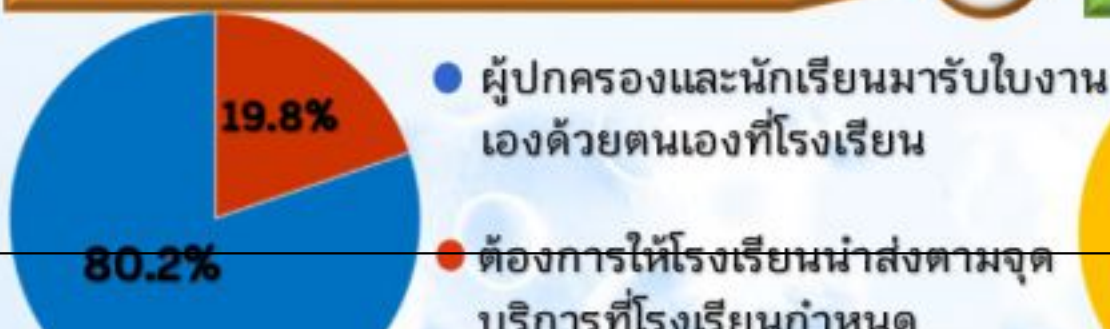 19.8%
80.2%
ผู้ปกครองและนักเรียนมารับใบงาน
เองด้วยตนเองที่โรงเรียน
ต้องการให้โรงเรียนนำส่งตามจุด
บริการที่โรงเรียนกำหนด